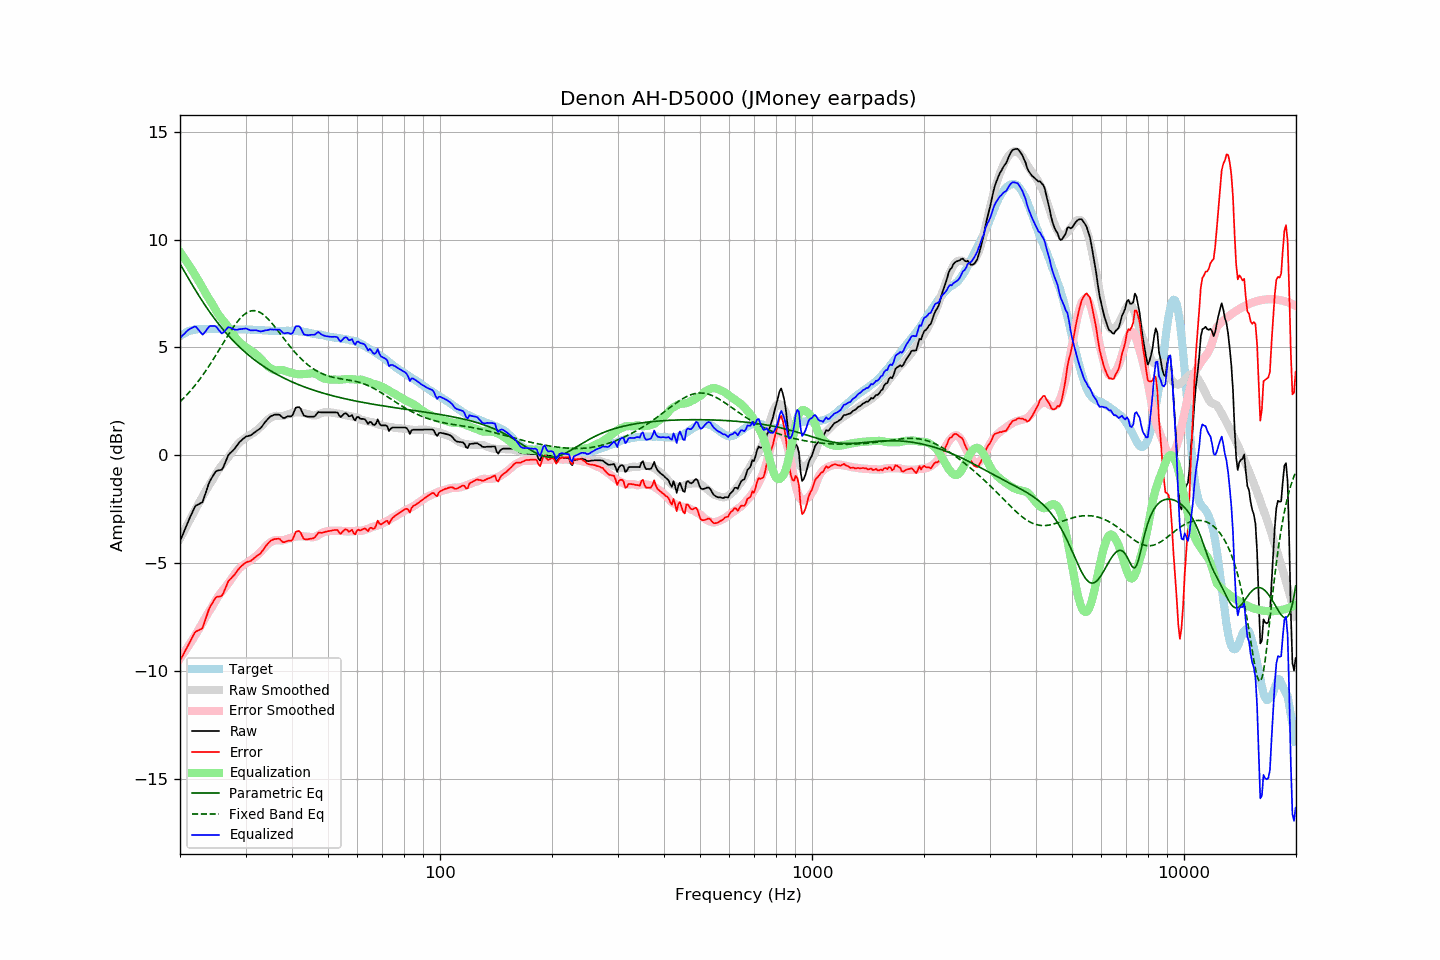 Denon AH-D5000 (JMoney earpads)
Amplitude (dBr)
15
10
5
0
−5
−10
−15
Target
Raw Smoothed
Error Smoothed
Raw
Error
Equalization
Parametric Eq
Fixed Band Eq
Equalized
100
1000
10000
Frequency (Hz)